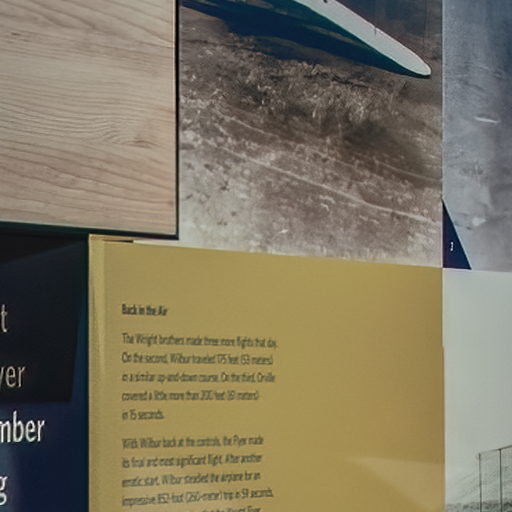 t
yer
mber
g
Back in the Air
The Wright brothers made three more flights that day.
On the second, Wilbur traveled 175 feet (53 meters)
in a similar up-and-down course. On the third, Orville
covered a little more than 200 feet (61 meters)
in 15 seconds.
With Wilbur back at the controls, the Flyer made
its final and most significant flight. After another
erratic start, Wilbur steadied the airplane for an
impressive 852-foot (260-meter) trip in 59 seconds,